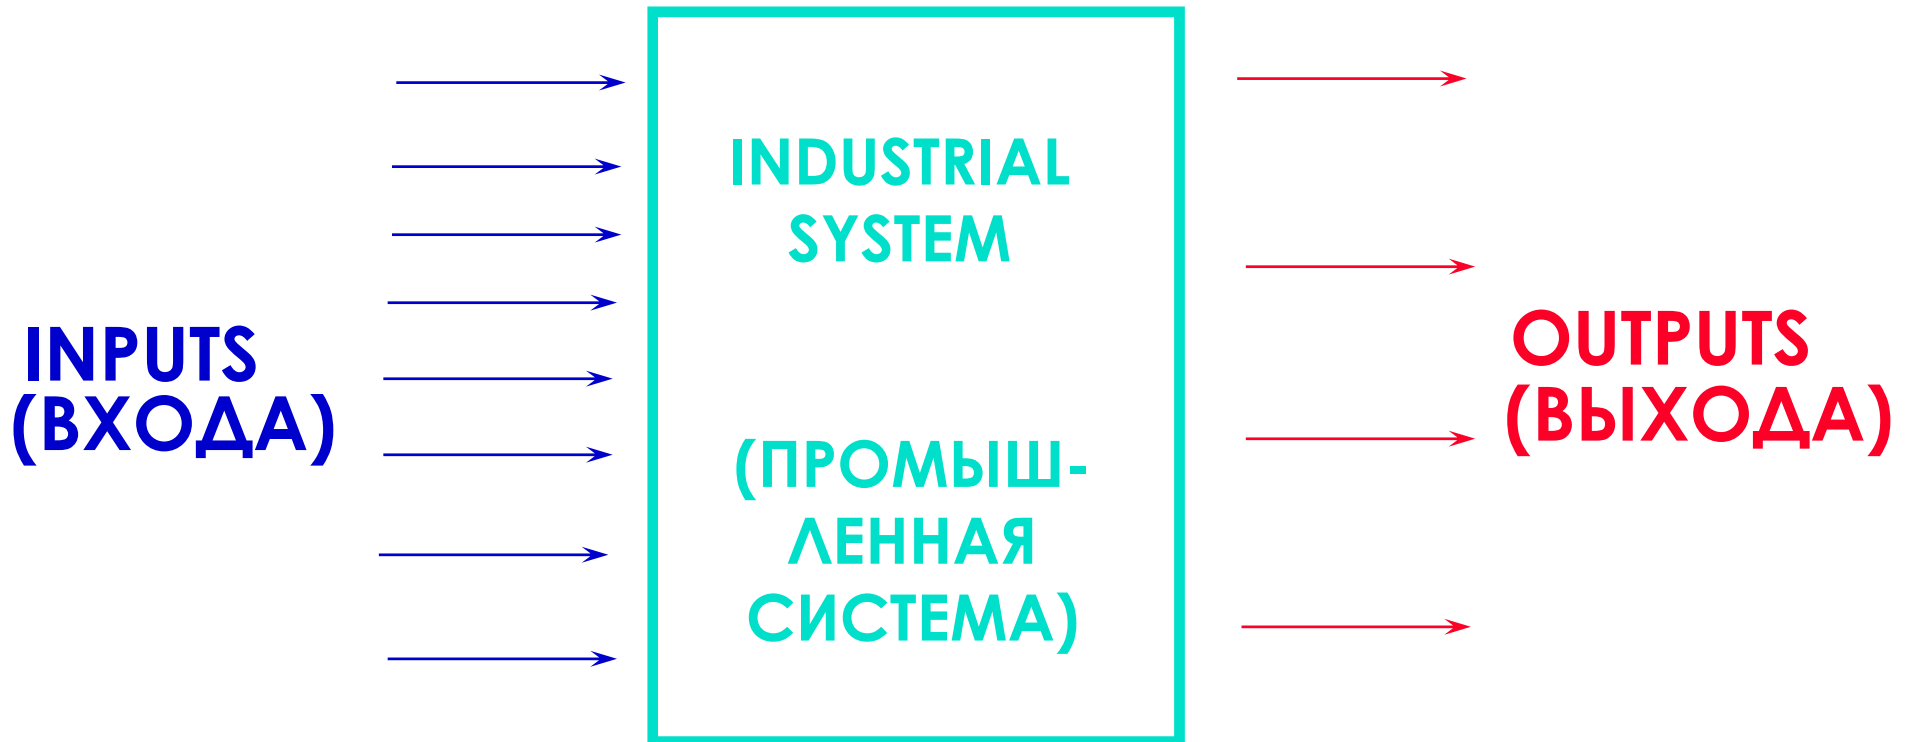 INPUTS
(ВХОДА)
INDUSTRIAL
SYSTEM
(ПРОМЫШ-
ЛЕННАЯ
СИСТЕМА)
OUTPUTS
(ВЫХОДА)